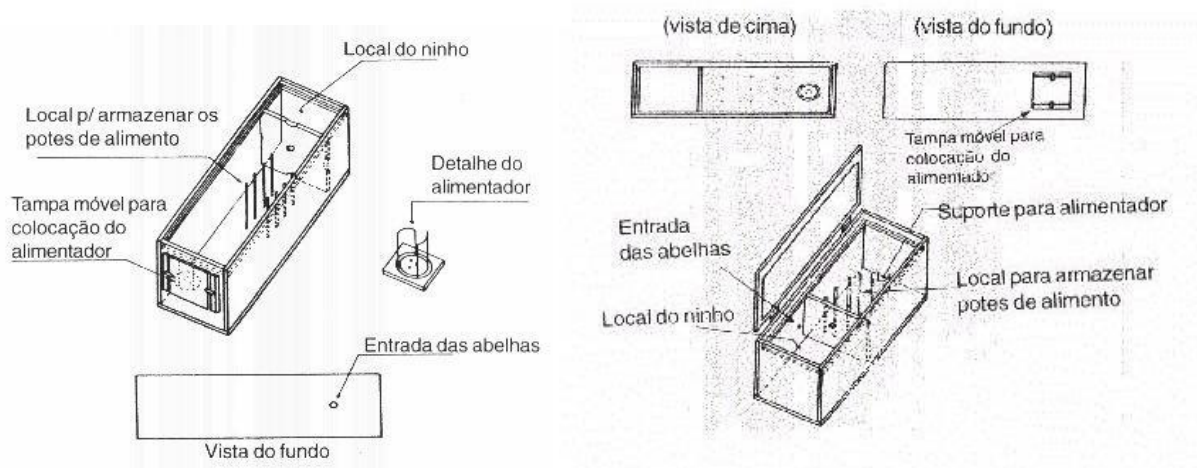 Local do ninho
Local p/ armazenar os
potes de alimento
Detalhe do
alimentador
Tampa móvel para
colocação do
alimentador
Entrada das abelhas
Vista do fundo
(vista de cima)
(vista do fundo)
Tampa móvel para
colocação do
alimentado
Suporte para alimentador
Entrada
das abelhas
Local para armazenar
potes de alimento
Local do ninho